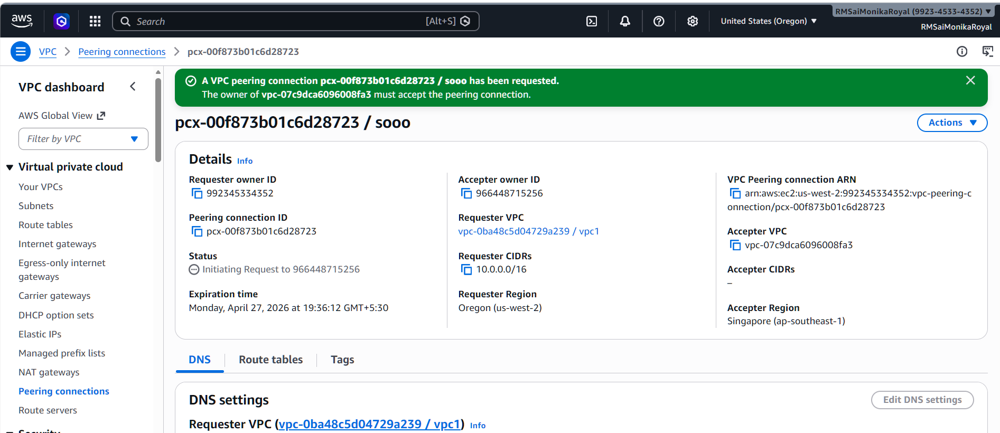 aws
Search
[Alt+S]
United States (Oregon)
RMSaiMonikaRoyal (9923-4533-4352)
RMSaiMonikaRoyal
VPC
Peering connections
pcx-00f873b01c6d28723
VPC dashboard
AWS Global View
Filter by VPC
Virtual private cloud
Your VPCs
Subnets
Route tables
Internet gateways
Egress-only internet
gateways
Carrier gateways
DHCP option sets
Elastic IPs
Managed prefix lists
NAT gateways
Peering connections
Route servers
Security
A VPC peering connection pcx-00f873b01c6d28723 / sooo has been requested.
The owner of vpc-07c9dca6096008fa3 must accept the peering connection.
pcx-00f873b01c6d28723 / sooo
Actions
Details Info
Requester owner ID
992345334352
Peering connection ID
pcx-00f873b01c6d28723
Status
Initiating Request to 966448715256
Expiration time
Monday, April 27, 2026 at 19:36:12 GMT+5:30
Accepter owner ID
966448715256
Requester VPC
vpc-0ba48c5d04729a239 / vpc1
Requester CIDRs
10.0.0.0/16
Requester Region
Oregon (us-west-2)
VPC Peering connection ARN
arn:aws:ec2:us-west-2:992345334352:vpc-peering-c
onnection/pcx-00f873b01c6d28723
Accepter VPC
vpc-07c9dca6096008fa3
Accepter CIDRs
–
Accepter Region
Singapore (ap-southeast-1)
DNS
Route tables
Tags
DNS settings
Edit DNS settings
Requester VPC (vpc-0ba48c5d04729a239 / vpc1) Info